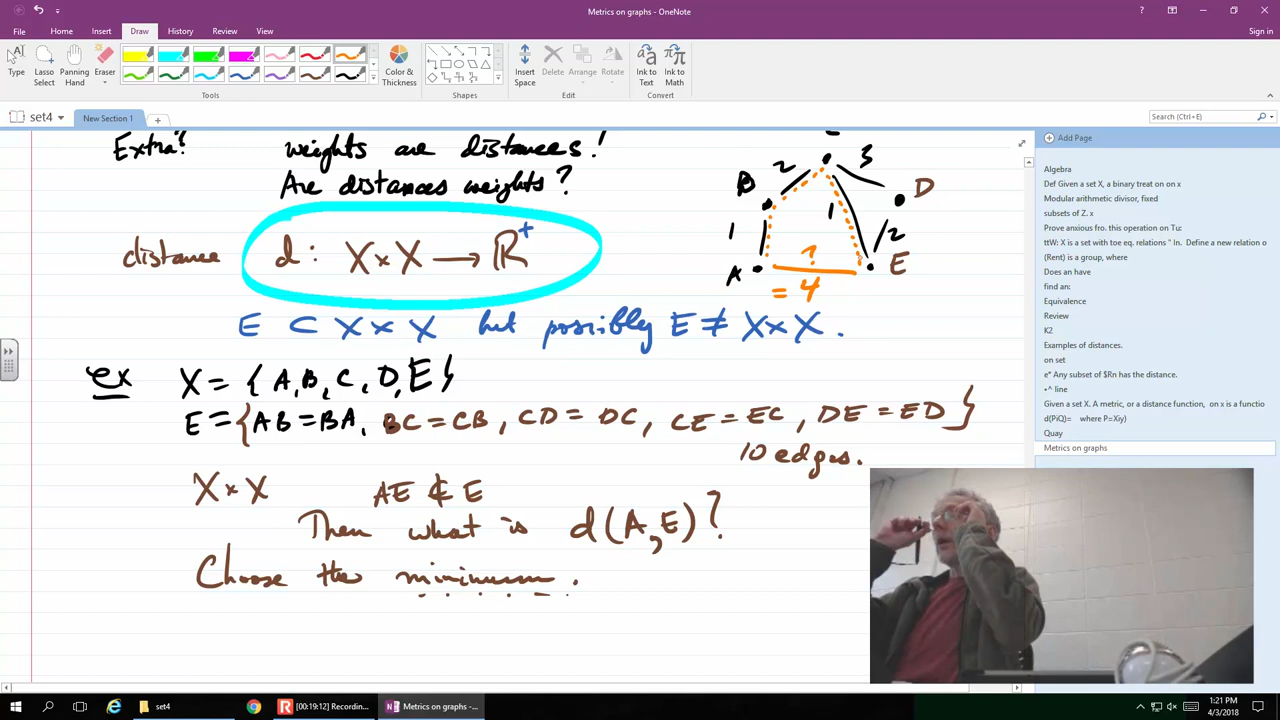 Metrics on graphs - OneNote
Sign in
File Home Insert Draw History Review View
Type
Lasso Select
Panning Hand
Eraser
Color & Thickness
Insert Space
Delete
Arrange
Rotate
Ink to Text
Ink to Math
Tools
Shapes
Edit
Convert
set4
New Section 1
Search (Ctrl+E)
Extra?
weights are distances!
Are distances weights?
distance
d: X×X → R+
B 2 3 D
1 1 2
A ? E
= 4
E ⊂ X×X but possibly E ≠ X×X.
ex X = { A, B, C, D, E }
E = { AB = BA, BC = CB, CD = DC, CE = EC, DE = ED }
10 edges.
X×X AE ∉ E
Then what is d(A,E)?
Choose the minimum.
Add Page
Algebra
Def Given a set X, a binary treat on on x
Modular arithmetic divisor, fixed
subsets of Z. x
Prove anxious fro. this operation on Tu:
ttW: X is a set with toe eq. relations " In. Define a new relation o
(Rent) is a group, where
Does an have
find an:
Equivalence
Review
K2
Examples of distances.
on set
e* Any subset of $Rn has the distance.
•^ line
Given a set X. A metric, or a distance function, on x is a functio
d(PiQ)= where P=Xiy)
Quay
Metrics on graphs
set4
[00:19:12] Recordin...
Metrics on graphs -...
1:21 PM
4/3/2018